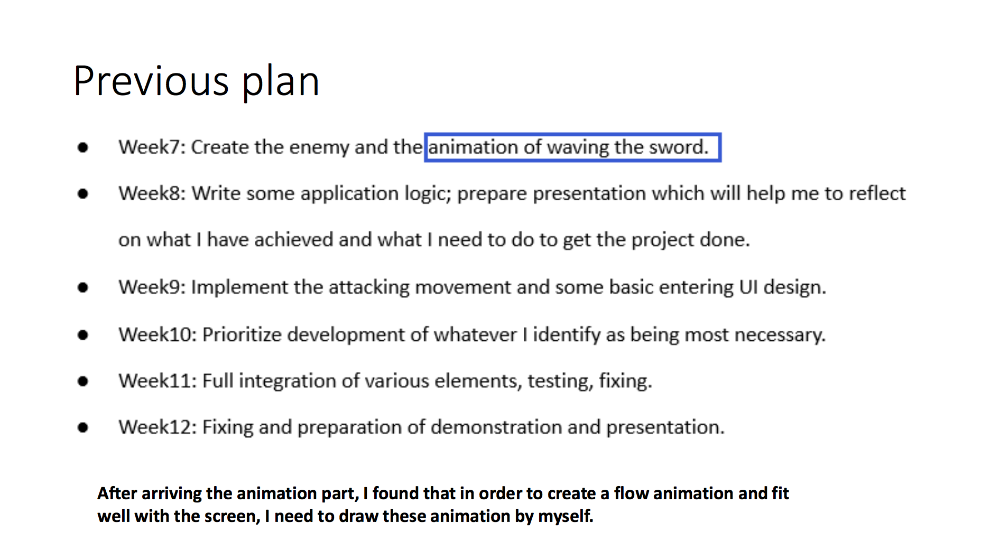 Previous plan
● Week7: Create the enemy and the animation of waving the sword.
● Week8: Write some application logic; prepare presentation which will help me to reflect
on what I have achieved and what I need to do to get the project done.
● Week9: Implement the attacking movement and some basic entering UI design.
● Week10: Prioritize development of whatever I identify as being most necessary.
● Week11: Full integration of various elements, testing, fixing.
● Week12: Fixing and preparation of demonstration and presentation.
After arriving the animation part, I found that in order to create a flow animation and fit
well with the screen, I need to draw these animation by myself.